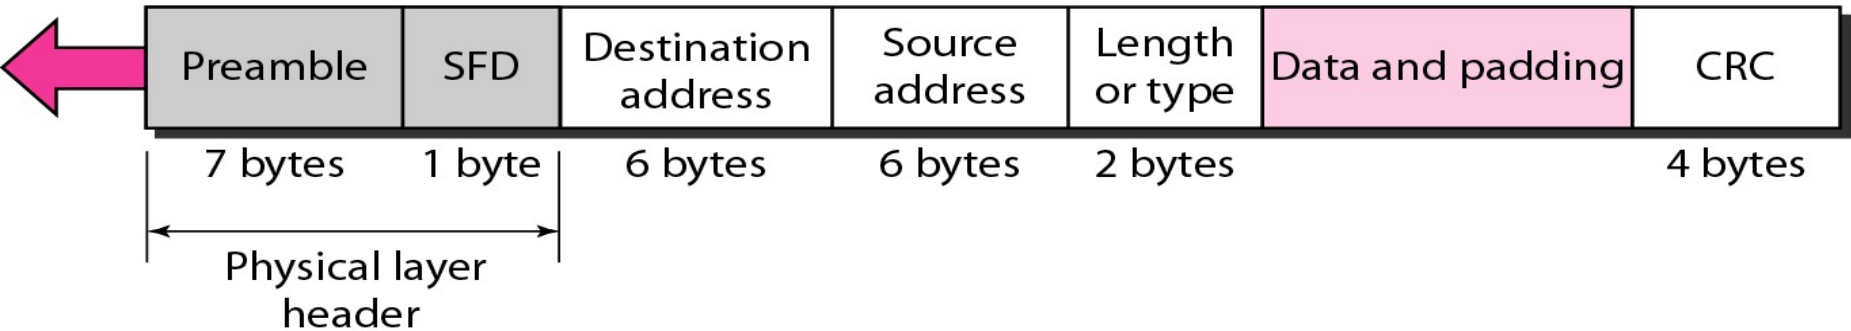 Preamble
SFD
Destination
address
Source
address
Length
or type
Data and padding
CRC
7 bytes
1 byte
6 bytes
6 bytes
2 bytes
4 bytes
Physical layer
header